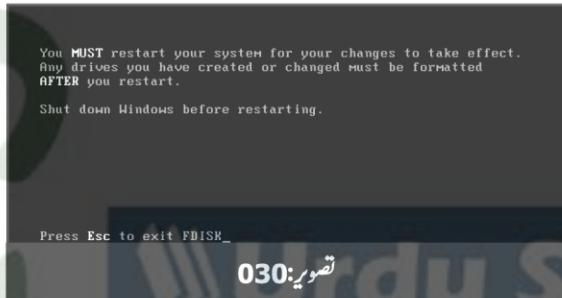 You MUST restart your system for your changes to take effect.
Any drives you have created or changed must be formatted
AFTER you restart.
Shut down Windows before restarting.
Press Esc to exit FDISK_
Urdu S
تصویر:030